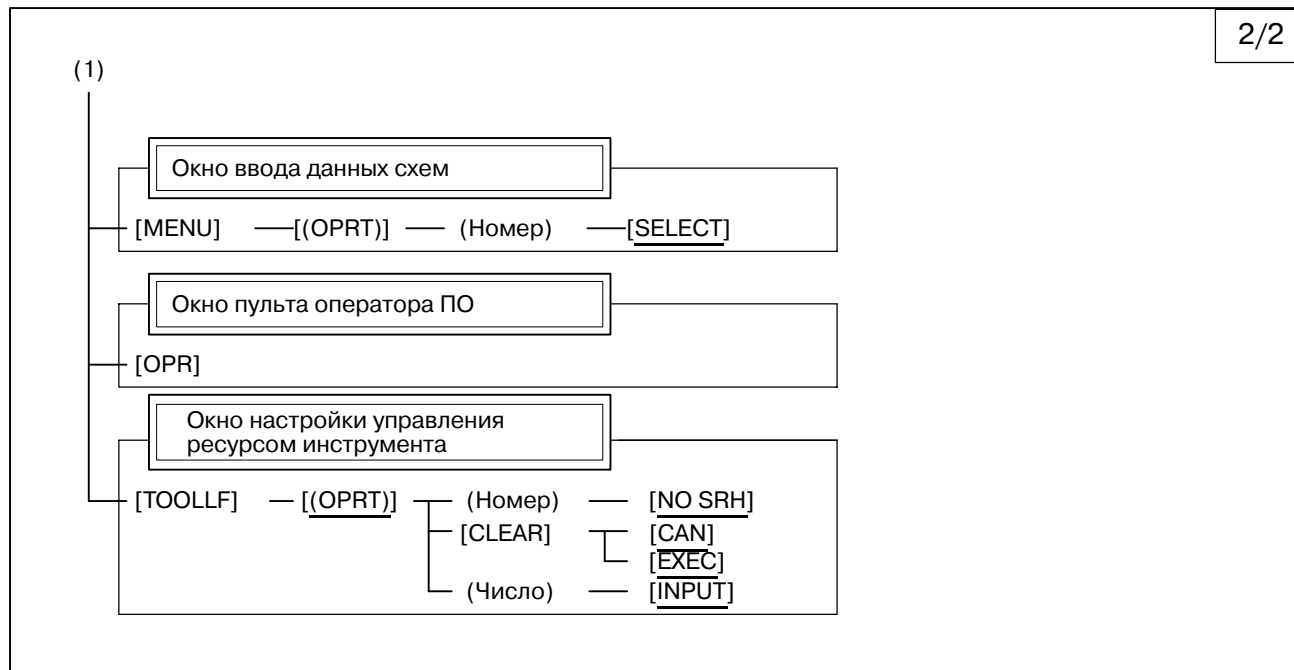 2/2
(1)
Окно ввода данных схем
[MENU] [(OPRT)] (Номер) [SELECT]
Окно пульта оператора ПО
[OPR]
Окно настройки управления
ресурсом инструмента
[TOOLLF] [(OPRT)] (Номер) [NO SRH]
[CLEAR] [CAN]
[EXEC]
(Число) [INPUT]